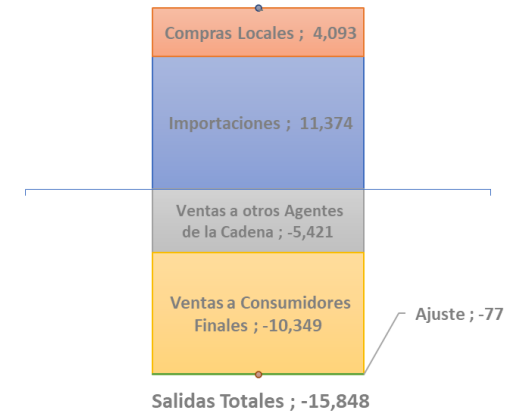 Compras Locales ; 4,093
Importaciones ; 11,374
Ventas a otros Agentes
de la Cadena ; -5,421
Ventas a Consumidores
Finales ; -10,349
Ajuste ; -77
Salidas Totales ; -15,848